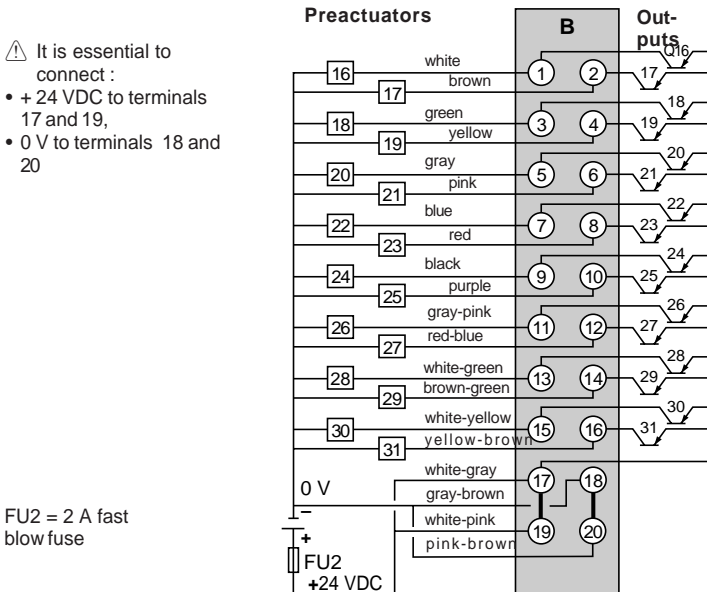 Preactuators
B
Out-
puts
⚠ It is essential to
connect :
• + 24 VDC to terminals
17 and 19,
• 0 V to terminals 18 and
20
Q16
16 white 1 2 17
17 brown
18
18 green 3 4 19
19 yellow
20
20 gray 5 6 21
21 pink
22
22 blue 7 8 23
23 red
24
24 black 9 10 25
25 purple
26
26 gray-pink 11 12 27
27 red-blue
28
28 white-green 13 14 29
29 brown-green
30
30 white-yellow 15 16 31
31 yellow-brown
white-gray 17 18
0 V gray-brown
–
white-pink 19 20
+ pink-brown
FU2 = 2 A fast
blow fuse
FU2
+24 VDC